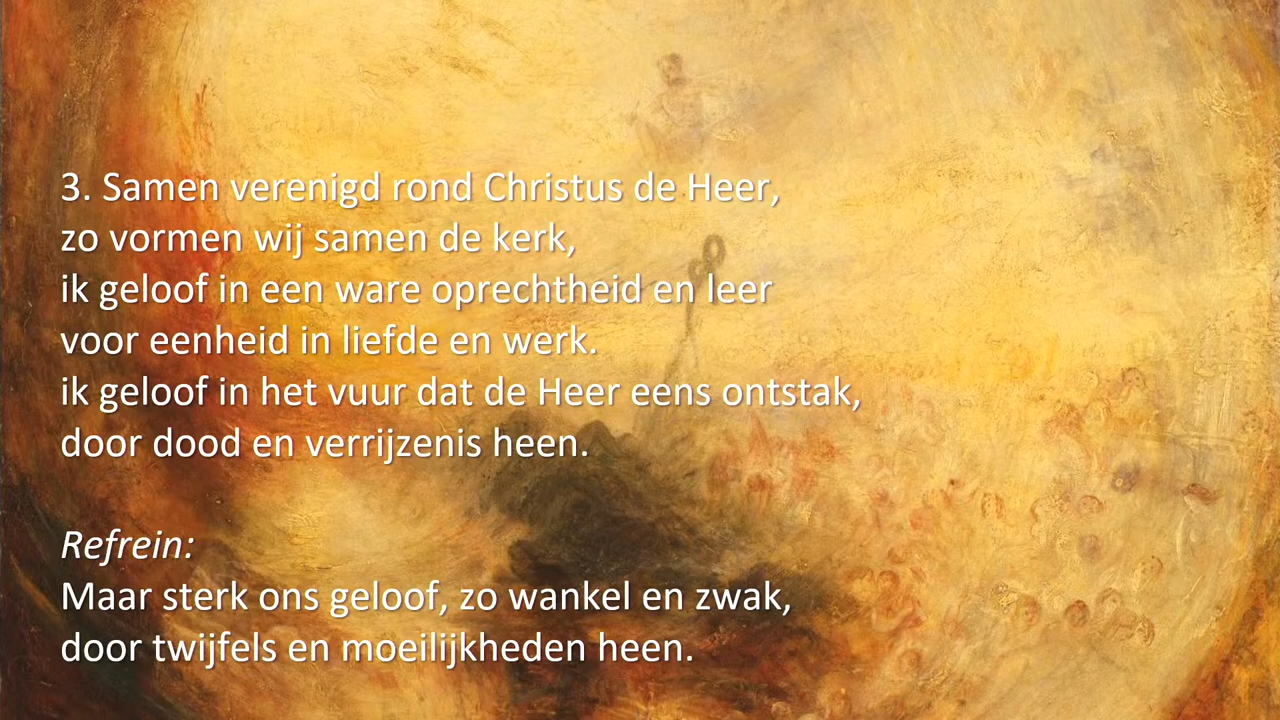 3. Samen verenigd rond Christus de Heer,
zo vormen wij samen de kerk,
ik geloof in een ware oprechtheid en leer
voor eenheid in liefde en werk.
ik geloof in het vuur dat de Heer eens ontstak,
door dood en verrijzenis heen.
Refrein:
Maar sterk ons geloof, zo wankel en zwak,
door twijfels en moeilijkheden heen.